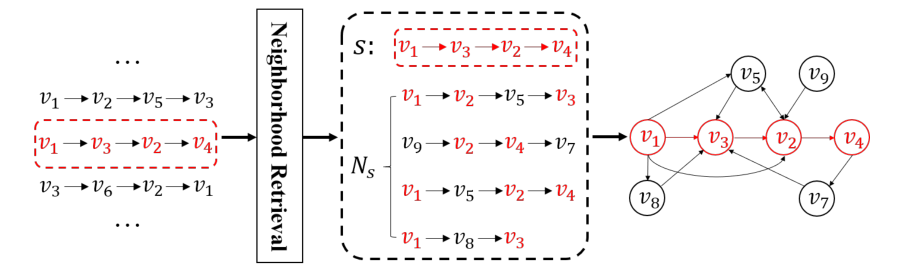 ...
v₁→v₂→v₅→v₃
v₁→v₃→v₂→v₄
v₃→v₆→v₂→v₁
...
Neighborhood Retrieval
s: v₁→v₃→v₂→v₄
Nₛ
v₁→v₂→v₅→v₃
v₉→v₂→v₄→v₇
v₁→v₅→v₂→v₄
v₁→v₈→v₃
v₅ v₉
v₁ v₃ v₂ v₄
v₈ v₇